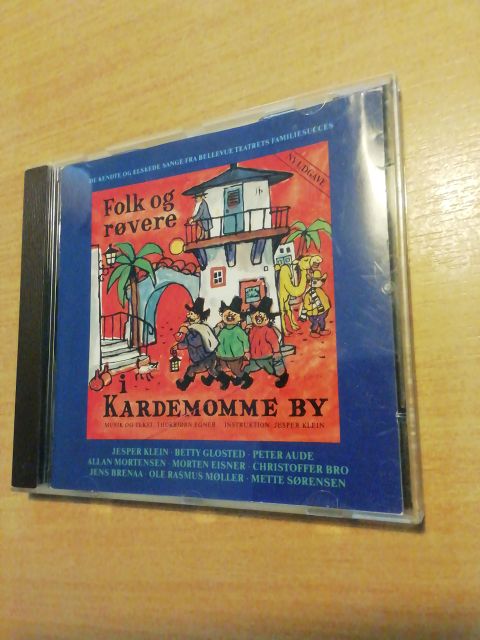 DE KENDTE OG ELSKEDE SANGE FRA BELLEVUE TEATRETS FAMILIESUCCES
NY UDGAVE
Folk og
røvere
i
KARDEMOMME BY
MUSIK OG TEKST: THORBJØRN EGNER INSTRUKTION: JESPER KLEIN
JESPER KLEIN · BETTY GLOSTED · PETER AUDE
ALLAN MORTENSEN · MORTEN EISNER · CHRISTOFFER BRO
JENS BRENAA · OLE RASMUS MØLLER · METTE SØRENSEN